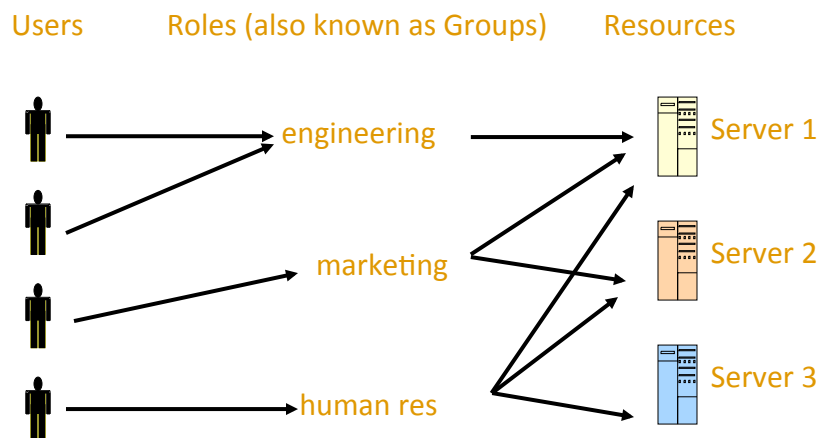 Users
Roles (also known as Groups)
Resources
engineering
Server 1
marketing
Server 2
human res
Server 3